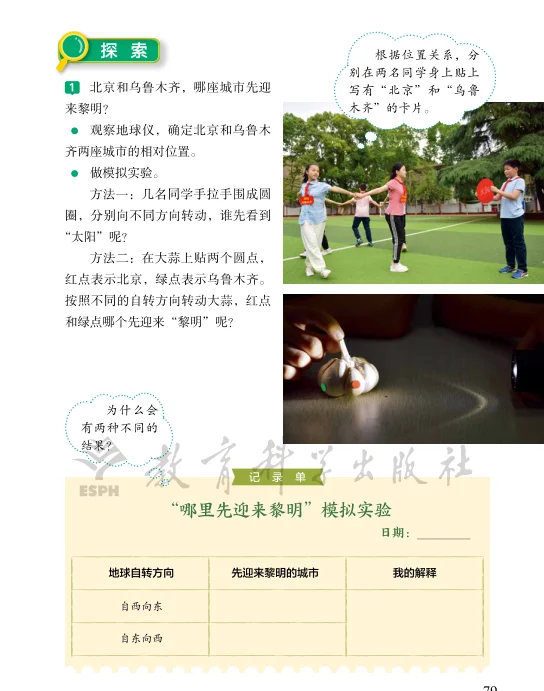 探 索
根据位置关系，分
别在两名同学身上贴上
写有“北京”和“乌鲁
木齐”的卡片。
1 北京和乌鲁木齐，哪座城市先迎
来黎明？
● 观察地球仪，确定北京和乌鲁木
齐两座城市的相对位置。
● 做模拟实验。
方法一：几名同学手拉手围成圆
圈，分别向不同方向转动，谁先看到
“太阳”呢？
方法二：在大蒜上贴两个圆点，
红点表示北京，绿点表示乌鲁木齐。
按照不同的自转方向转动大蒜，红点
和绿点哪个先迎来“黎明”呢？
为什么会
有两种不同的
结果？
ESPH
教育科学出版社
记 录 单
“哪里先迎来黎明”模拟实验
日期：
地球自转方向 先迎来黎明的城市 我的解释
自西向东
自东向西